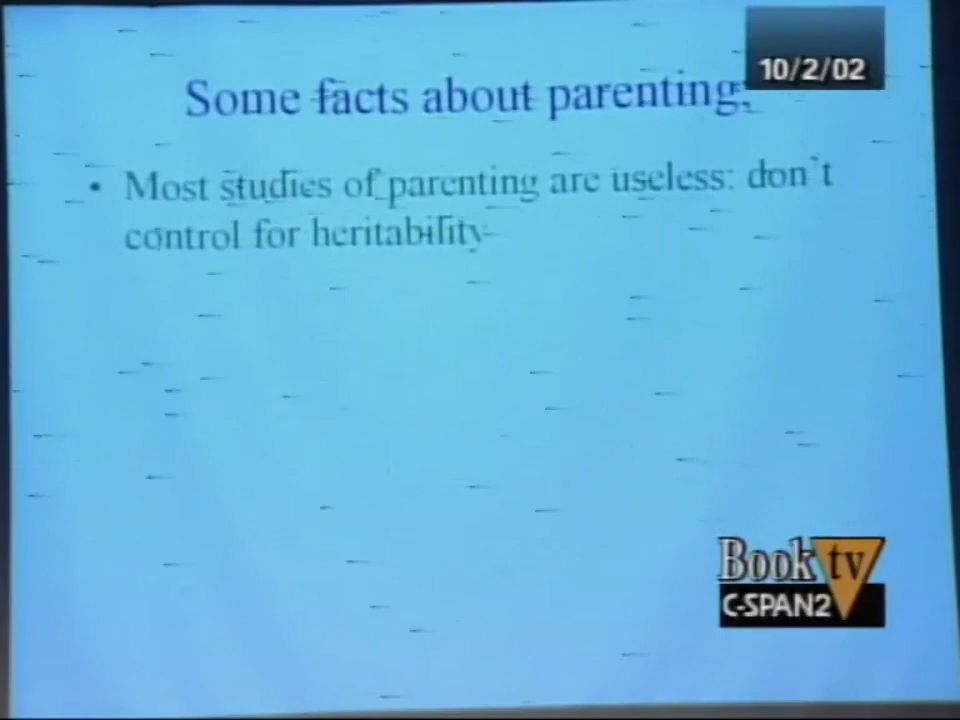 10/2/02
Some facts about parenting:
• Most studies of parenting are useless: don't
control for heritability
Book tv
C-SPAN2